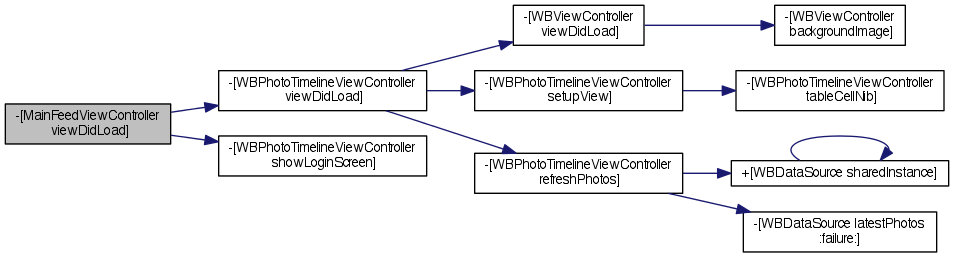 -[MainFeedViewController
viewDidLoad]
-[WBPhotoTimelineViewController
viewDidLoad]
-[WBPhotoTimelineViewController
showLoginScreen]
-[WBViewController
viewDidLoad]
-[WBPhotoTimelineViewController
setupView]
-[WBPhotoTimelineViewController
refreshPhotos]
-[WBViewController
backgroundImage]
-[WBPhotoTimelineViewController
tableCellNib]
+[WBDataSource sharedInstance]
-[WBDataSource latestPhotos
:failure:]